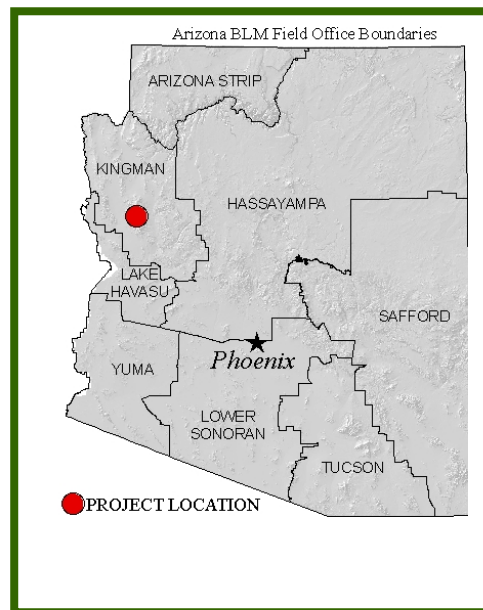 Arizona BLM Field Office Boundaries
ARIZONA STRIP
KINGMAN
HASSAYAMPA
LAKE
HAVASU
SAFFORD
Phoenix
YUMA
LOWER
SONORAN
TUCSON
PROJECT LOCATION